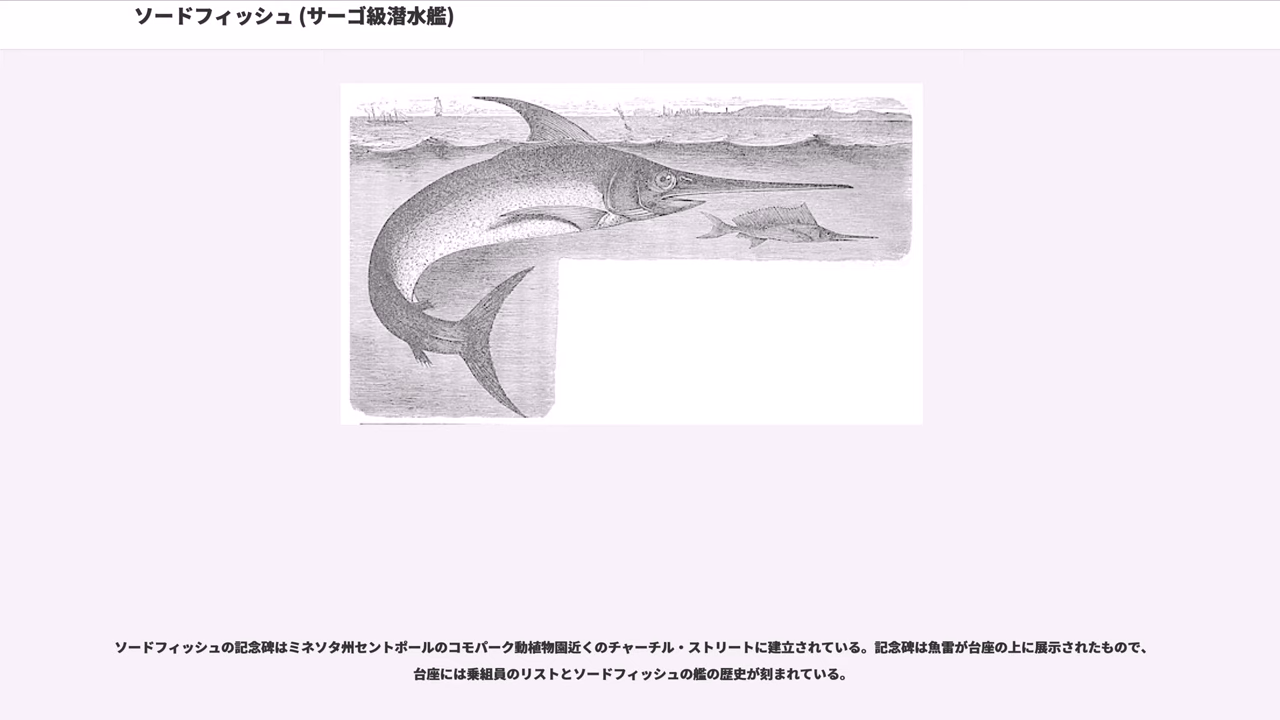 ソードフィッシュ (サーゴ級潜水艦)
ソードフィッシュの記念碑はミネソタ州セントポールのコモパーク動植物園近くのチャーチル・ストリートに建立されている。記念碑は魚雷が台座の上に展示されたもので、
台座には乗組員のリストとソードフィッシュの艦の歴史が刻まれている。